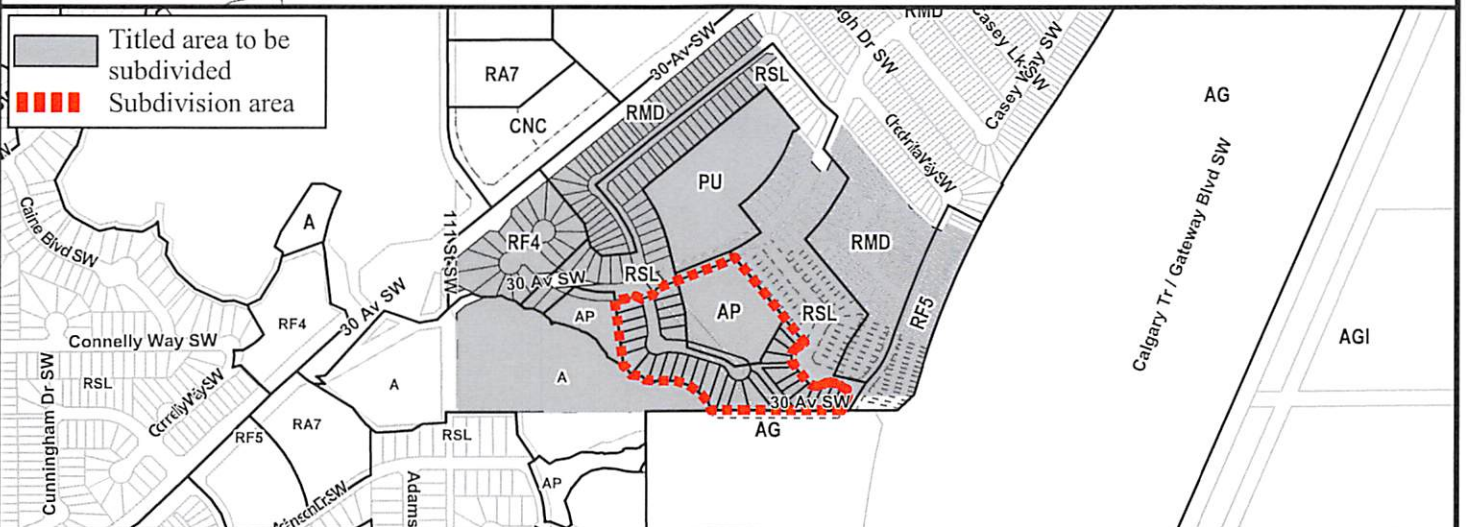 Titled area to be
subdivided
Subdivision area
RMD
Casey Way SW
30 Av SW
RSL
RA7
CNC
RMD
AG
PU
A
Caine Blvd SW
111 St SW
RF4
30 Av SW
RSL
RMD
Calgary Tr / Gateway Blvd SW
AP
AP
RSL
RF5
RF4
30 Av SW
Connelly Way SW
AGI
RSL
A
A
30 Av SW
Cunningham Dr SW
RF5
RA7
RSL
AG
AP
Adams